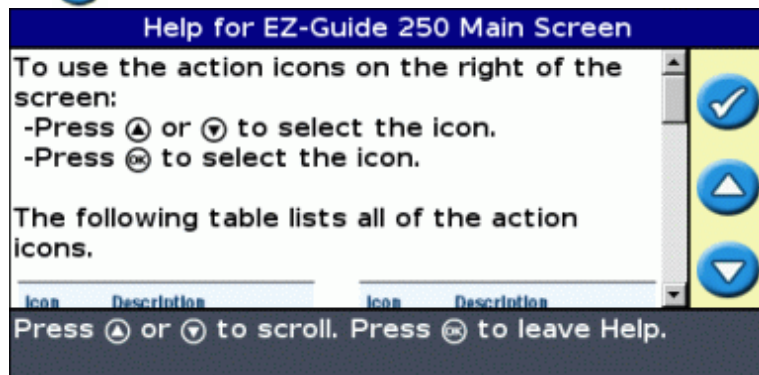 Help for EZ-Guide 250 Main Screen
To use the action icons on the right of the
screen:
-Press or to select the icon.
-Press OK to select the icon.
The following table lists all of the action
icons.
Icon Description Icon Description
Press or to scroll. Press OK to leave Help.